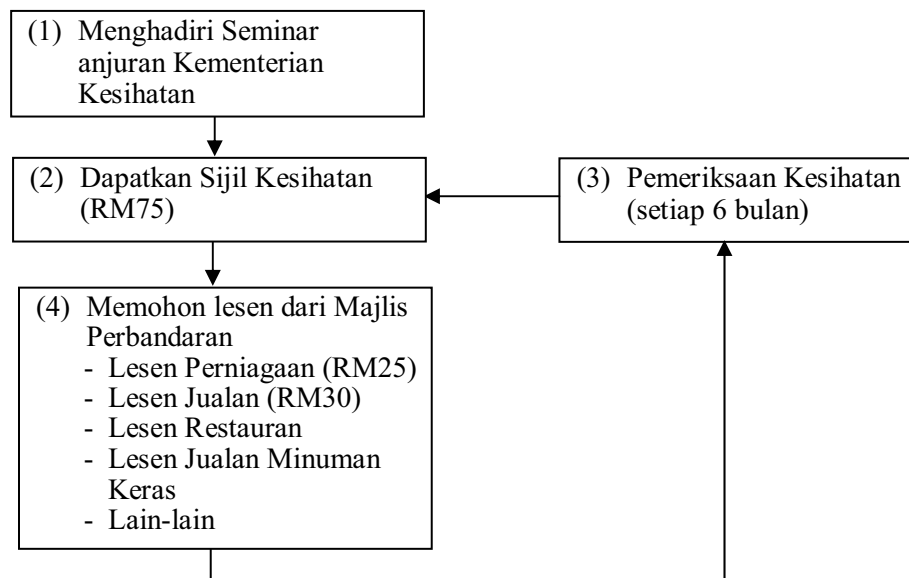 (1) Menghadiri Seminar
anjuran Kementerian
Kesihatan
(2) Dapatkan Sijil Kesihatan
(RM75)
(3) Pemeriksaan Kesihatan
(setiap 6 bulan)
(4) Memohon lesen dari Majlis
Perbandaran
- Lesen Perniagaan (RM25)
- Lesen Jualan (RM30)
- Lesen Restauran
- Lesen Jualan Minuman
Keras
- Lain-lain